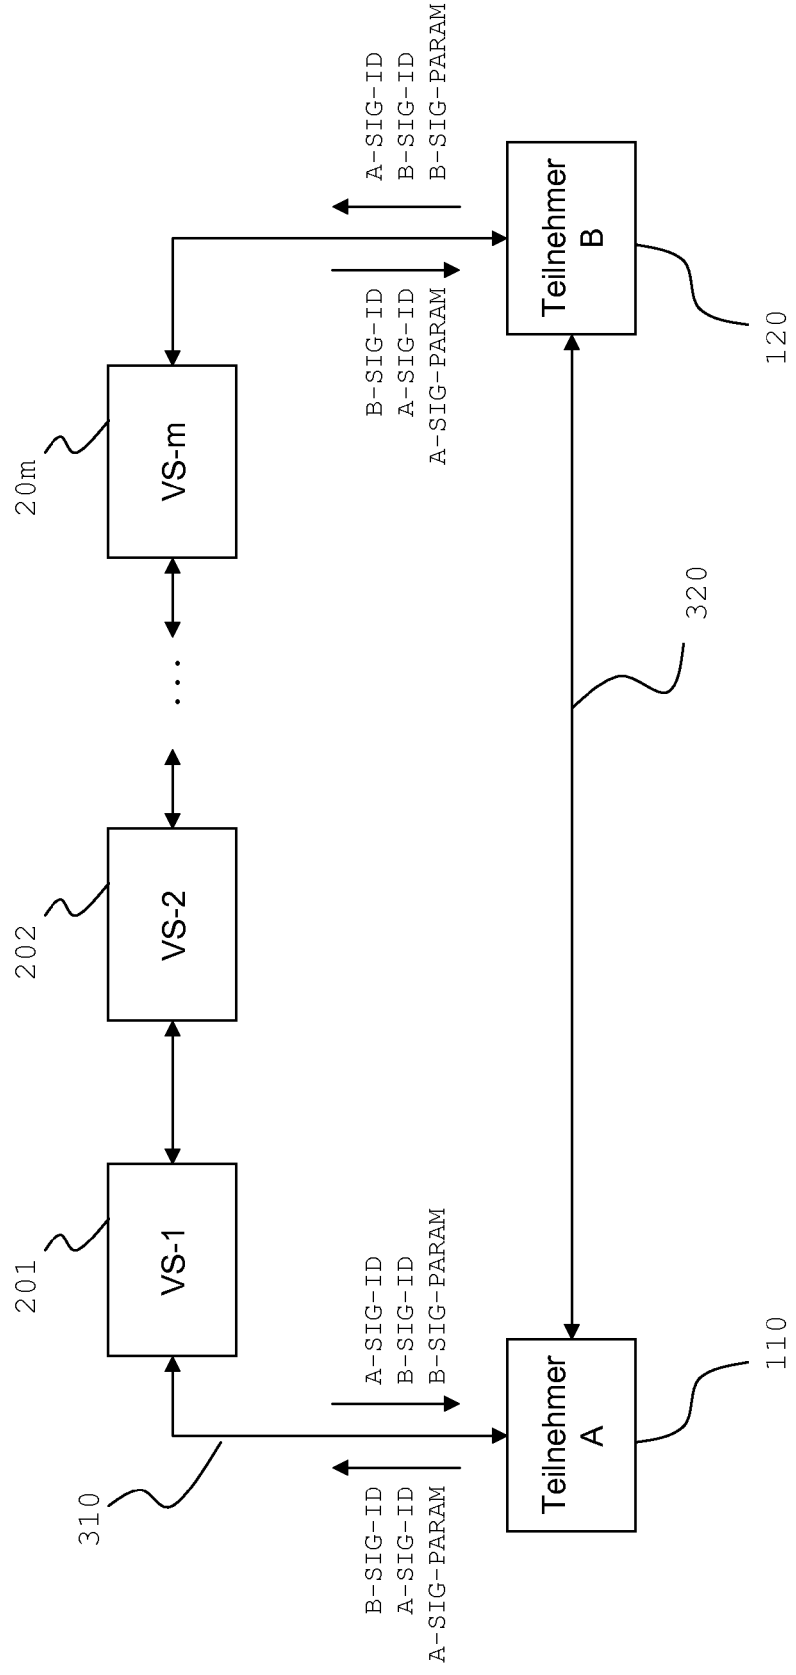 201
202
20m
310
VS-1
VS-2
...
VS-m
B-SIG-ID
A-SIG-ID
A-SIG-PARAM
A-SIG-ID
B-SIG-ID
B-SIG-PARAM
B-SIG-ID
A-SIG-ID
A-SIG-PARAM
A-SIG-ID
B-SIG-ID
B-SIG-PARAM
Teilnehmer
A
Teilnehmer
B
320
110
120